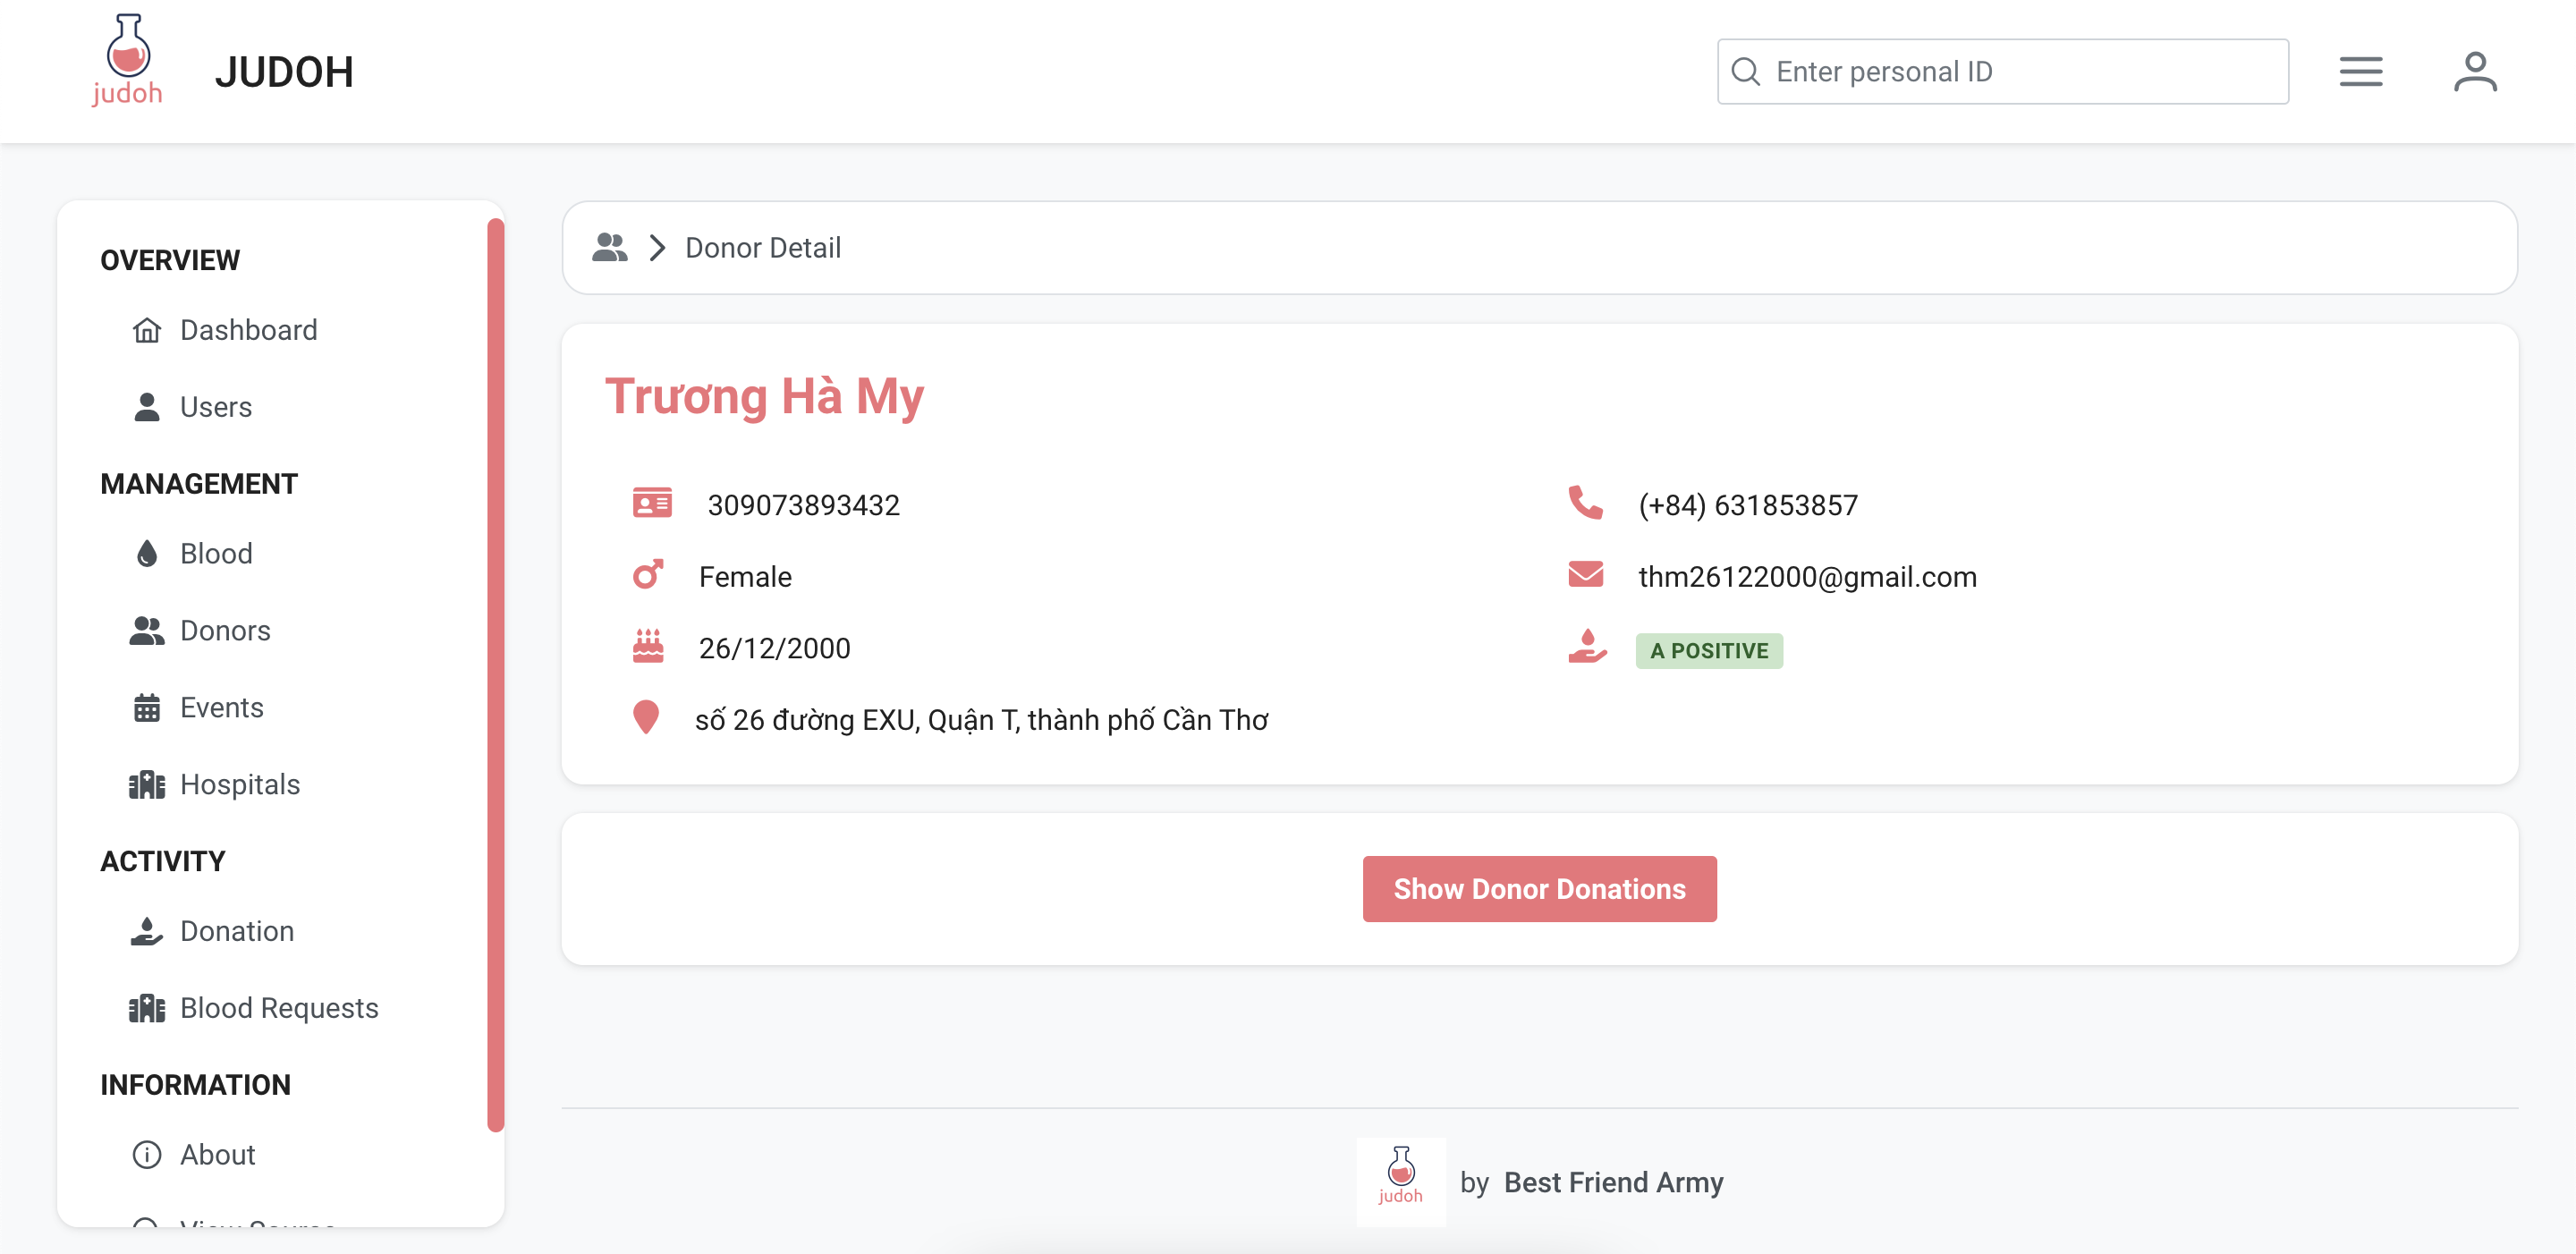 judoh
JUDOH
Enter personal ID
OVERVIEW
Dashboard
Users
MANAGEMENT
Blood
Donors
Events
Hospitals
ACTIVITY
Donation
Blood Requests
INFORMATION
About
View Source
Donor Detail
Trương Hà My
309073893432
Female
26/12/2000
số 26 đường EXU, Quận T, thành phố Cần Thơ
(+84) 631853857
thm26122000@gmail.com
A POSITIVE
Show Donor Donations
judoh
by Best Friend Army